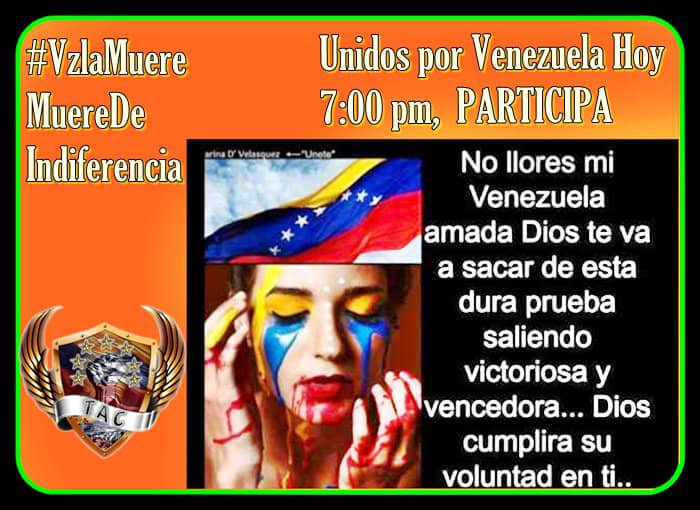 #VzlaMuere
MuereDe
Indiferencia
Unidos por Venezuela Hoy
7:00 pm, PARTICIPA
arina D' Velasquez ←"Unete"
No llores mi
Venezuela
amada Dios te va
a sacar de esta
dura prueba
saliendo
victoriosa y
vencedora... Dios
cumplira su
voluntad en ti..
TAC